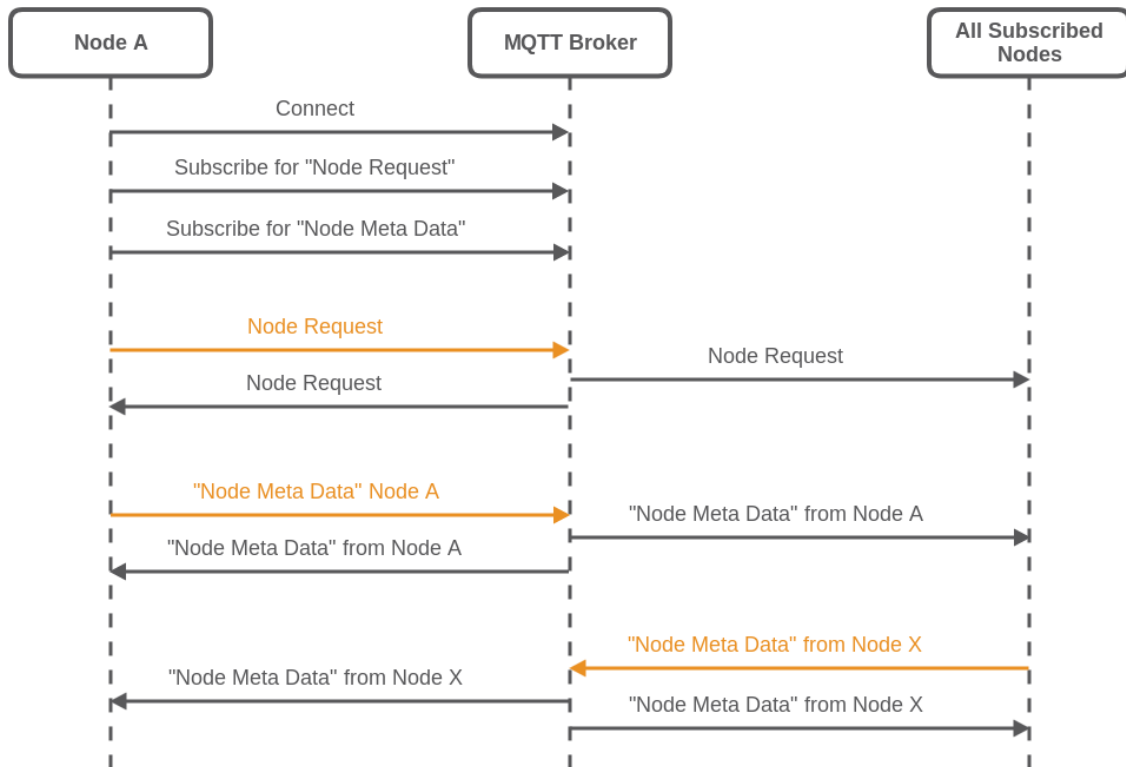 Node A
MQTT Broker
All Subscribed
Nodes
Connect
Subscribe for "Node Request"
Subscribe for "Node Meta Data"
Node Request
Node Request
Node Request
"Node Meta Data" Node A
"Node Meta Data" from Node A
"Node Meta Data" from Node A
"Node Meta Data" from Node X
"Node Meta Data" from Node X
"Node Meta Data" from Node X